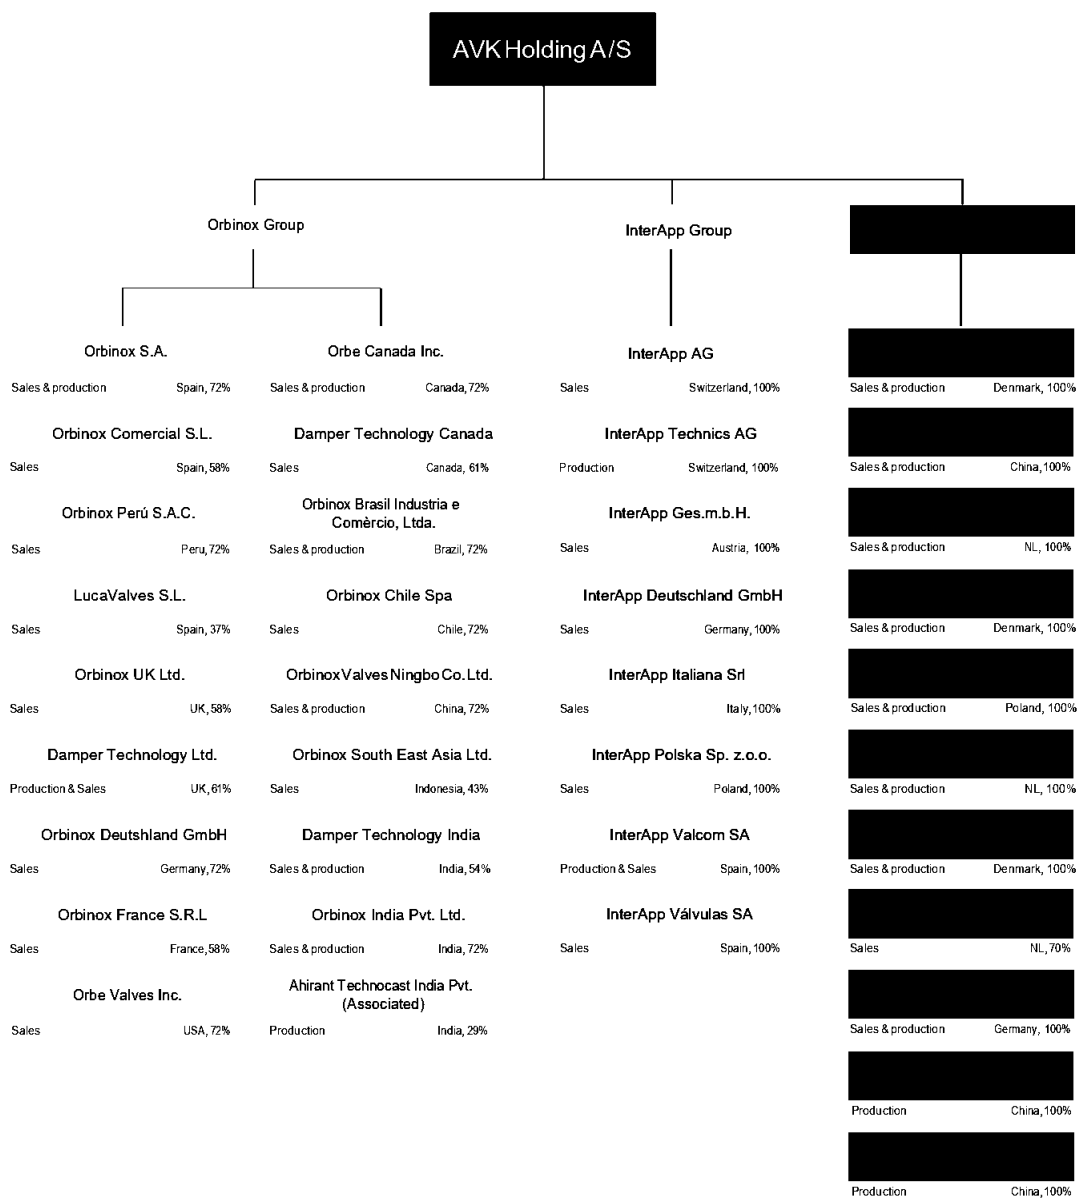 AVK Holding A/S
Orbinox Group
InterApp Group
Orbinox S.A.
Sales & production Spain, 72%
Orbinox Comercial S.L.
Sales Spain, 58%
Orbinox Perú S.A.C.
Sales Peru, 72%
LucaValves S.L.
Sales Spain, 37%
Orbinox UK Ltd.
Sales UK, 58%
Damper Technology Ltd.
Production & Sales UK, 61%
Orbinox Deutshland GmbH
Sales Germany, 72%
Orbinox France S.R.L
Sales France, 58%
Orbe Valves Inc.
Sales USA, 72%
Orbe Canada Inc.
Sales & production Canada, 72%
Damper Technology Canada
Sales Canada, 61%
Orbinox Brasil Industria e
Comèrcio, Ltda.
Sales & production Brazil, 72%
Orbinox Chile Spa
Sales Chile, 72%
Orbinox Valves Ningbo Co. Ltd.
Sales & production China, 72%
Orbinox South East Asia Ltd.
Sales Indonesia, 43%
Damper Technology India
Sales & production India, 54%
Orbinox India Pvt. Ltd.
Sales & production India, 72%
Ahirant Technocast India Pvt.
(Associated)
Production India, 29%
InterApp AG
Sales Switzerland, 100%
InterApp Technics AG
Production Switzerland, 100%
InterApp Ges.m.b.H.
Sales Austria, 100%
InterApp Deutschland GmbH
Sales Germany, 100%
InterApp Italiana Srl
Sales Italy, 100%
InterApp Polska Sp. z.o.o.
Sales Poland, 100%
InterApp Valcom SA
Production & Sales Spain, 100%
InterApp Válvulas SA
Sales Spain, 100%
Sales & production Denmark, 100%
Sales & production China, 100%
Sales & production NL, 100%
Sales & production Denmark, 100%
Sales & production Poland, 100%
Sales & production NL, 100%
Sales & production Denmark, 100%
Sales NL, 70%
Sales & production Germany, 100%
Production China, 100%
Production China, 100%